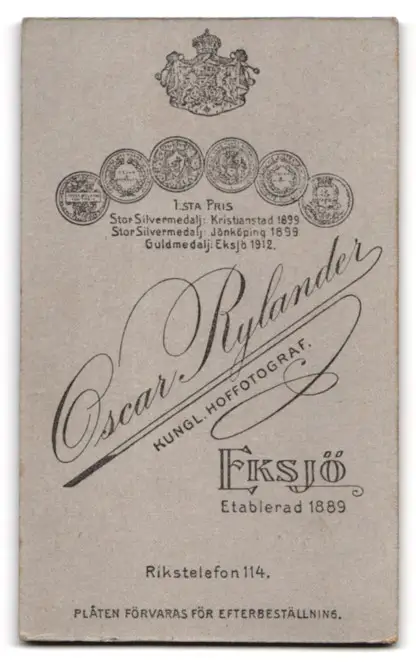 1.STA PRIS
Stor Silvermedalj: Kristianstad 1899
Stor Silvermedalj: Jönköping 1899
Guldmedalj: Eksjö 1912.
Oscar Rylander
KUNGL. HOFFOTOGRAF.
EKSJÖ
Etablerad 1889
Rikstelefon 114.
PLÅTEN FÖRVARAS FÖR EFTERBESTÄLLNING.